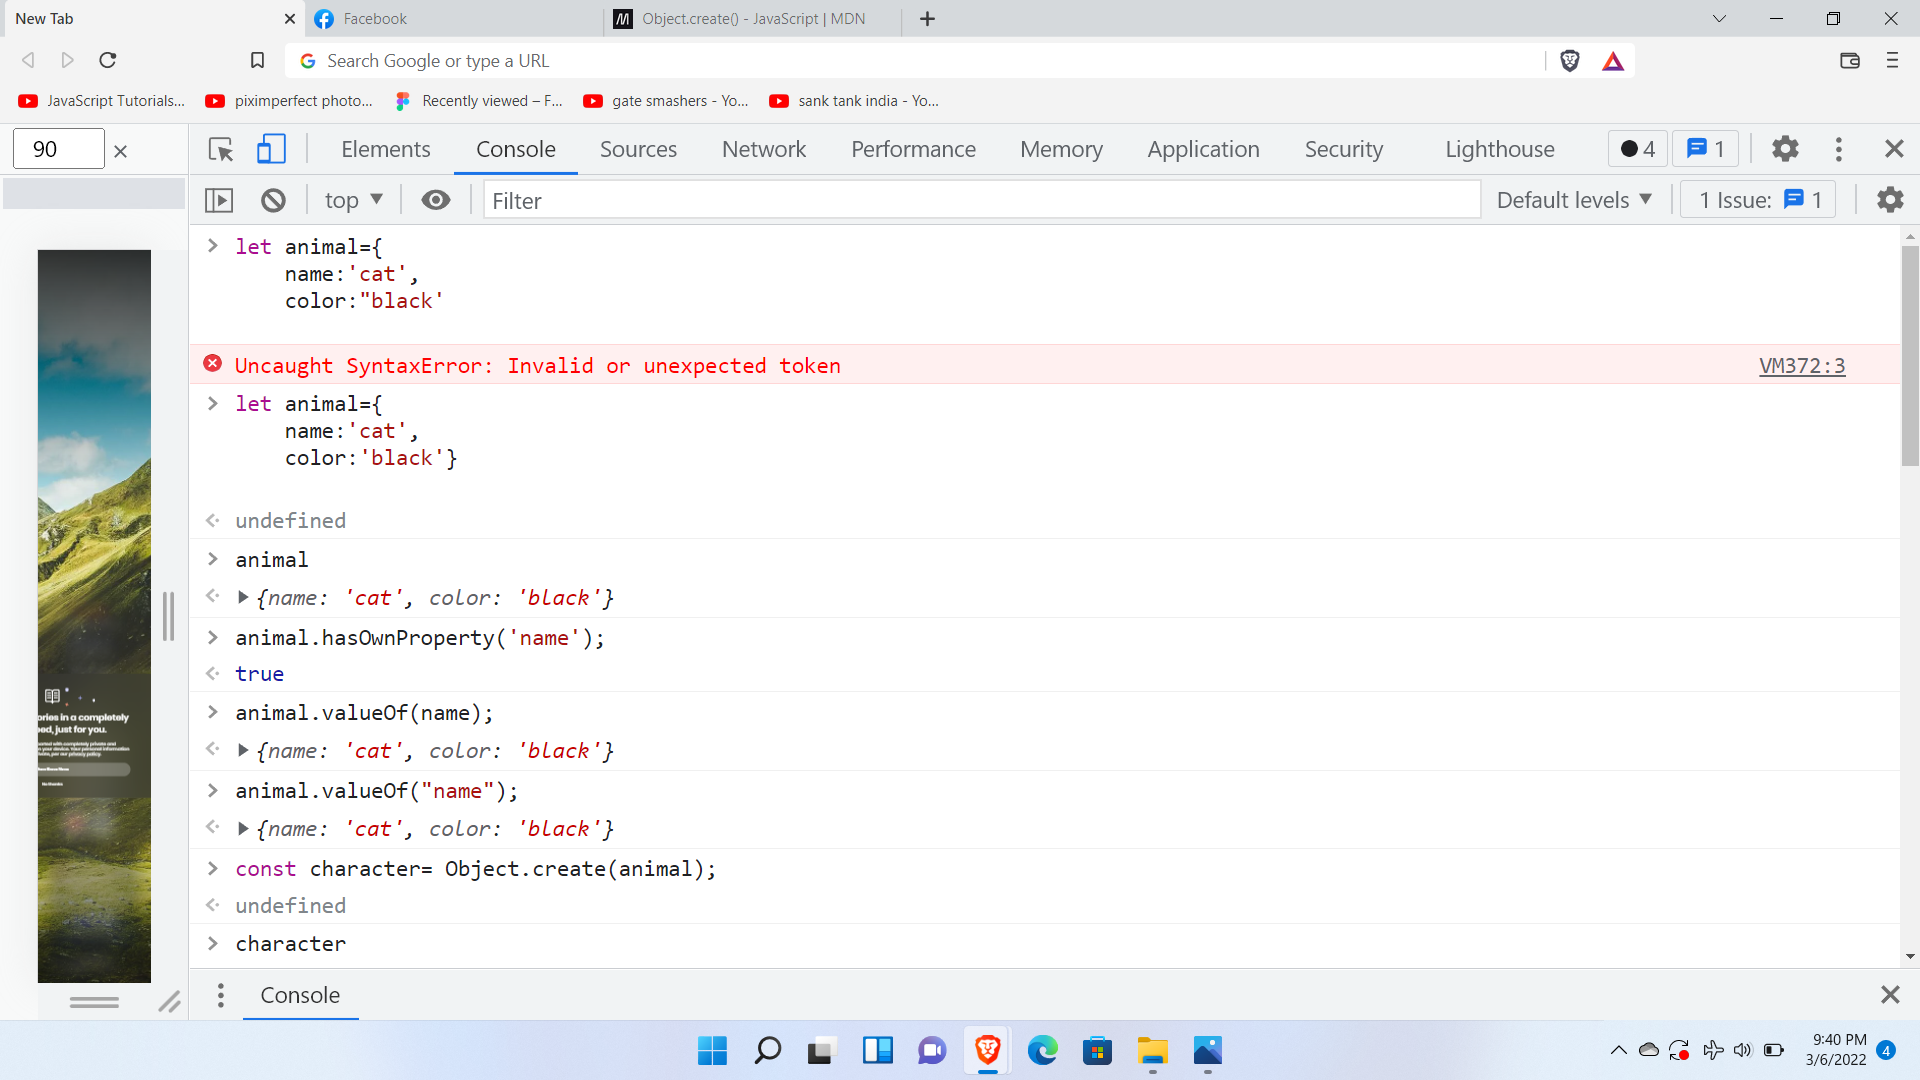 New Tab
Facebook
Object.create() - JavaScript | MDN
Search Google or type a URL
JavaScript Tutorials...
piximperfect photo...
Recently viewed – F...
gate smashers - Yo...
sank tank india - Yo...
90
Elements
Console
Sources
Network
Performance
Memory
Application
Security
Lighthouse
4
1
top
Filter
Default levels
1 Issue:
1
let animal={
name:'cat',
color:"black'
Uncaught SyntaxError: Invalid or unexpected token
VM372:3
let animal={
name:'cat',
color:'black'}
undefined
animal
{name: 'cat', color: 'black'}
animal.hasOwnProperty('name');
true
animal.valueOf(name);
{name: 'cat', color: 'black'}
animal.valueOf("name");
{name: 'cat', color: 'black'}
const character= Object.create(animal);
undefined
character
ories in a completely
ed, just for you.
Console
9:40 PM
3/6/2022
4